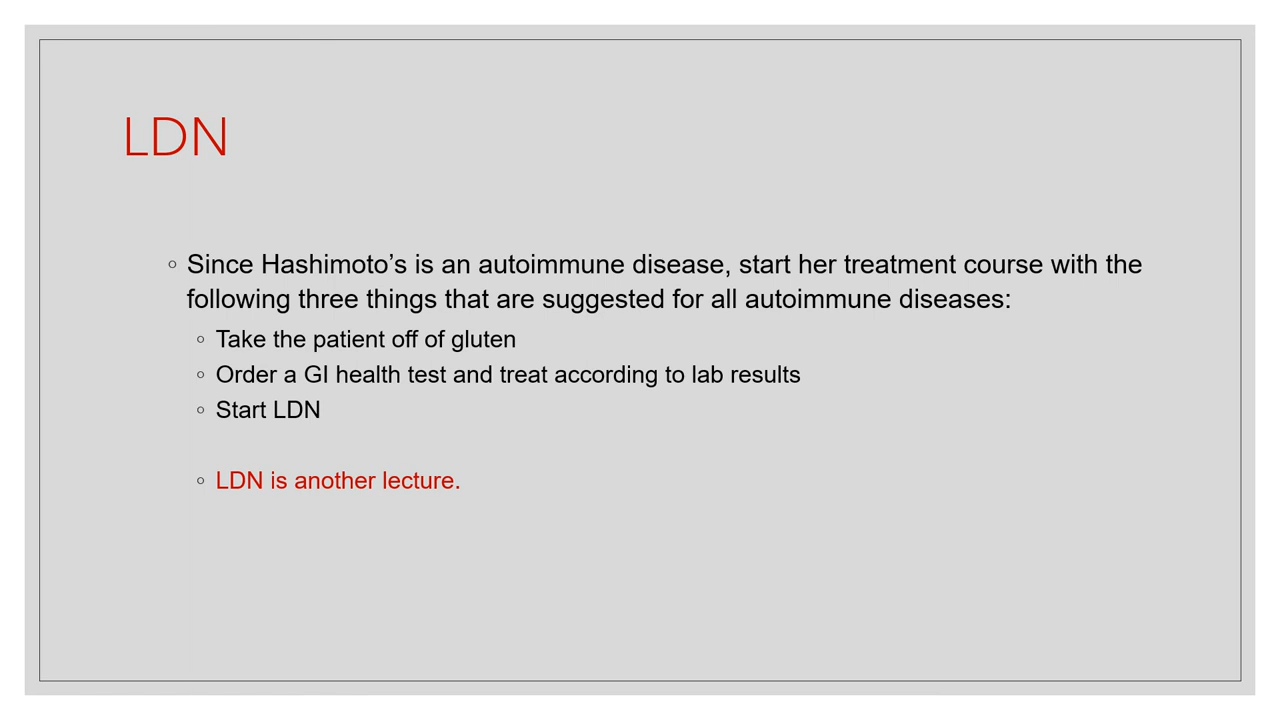 LDN
◦ Since Hashimoto’s is an autoimmune disease, start her treatment course with the
following three things that are suggested for all autoimmune diseases:
◦ Take the patient off of gluten
◦ Order a GI health test and treat according to lab results
◦ Start LDN
◦ LDN is another lecture.